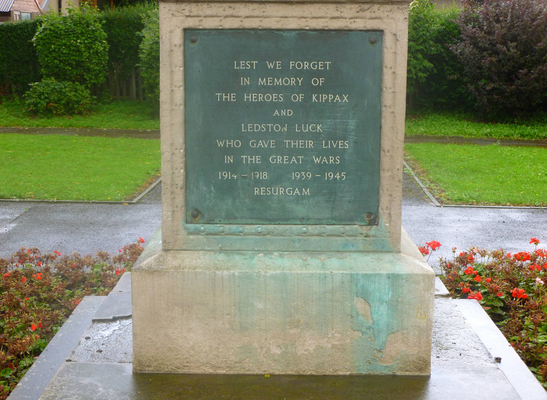 LEST WE FORGET
IN MEMORY OF
THE HEROES OF KIPPAX
AND
LEDSTON LUCK
WHO GAVE THEIR LIVES
IN THE GREAT WARS
1914 - 1918 1939 - 1945
RESURGAM